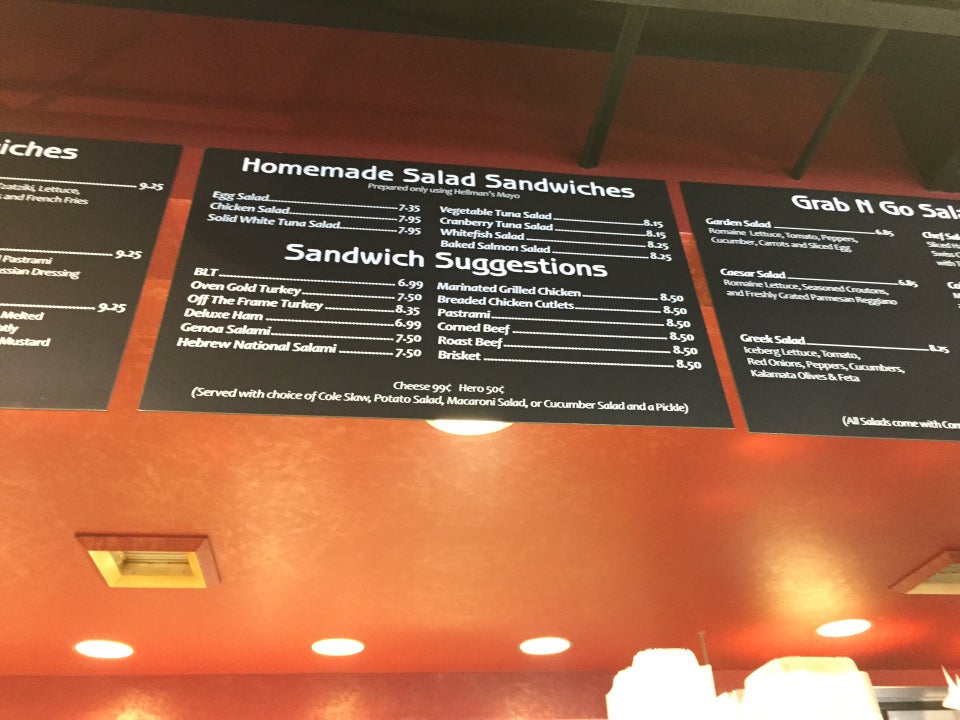 iches
9.25
Tzatziki, Lettuce,
and French Fries
9.25
Pastrami
ssian Dressing
9.25
Melted
Mustard
Homemade Salad Sandwiches
Prepared only using Hellman's Mayo
Egg Salad 7.35
Chicken Salad 7.95
Solid White Tuna Salad 7.95
Vegetable Tuna Salad 8.15
Cranberry Tuna Salad 8.15
Whitefish Salad 8.25
Baked Salmon Salad 8.25
Sandwich Suggestions
BLT 6.99
Oven Gold Turkey 7.50
Off The Frame Turkey 8.35
Deluxe Ham 6.99
Genoa Salami 7.50
Hebrew National Salami 7.50
Marinated Grilled Chicken 8.50
Breaded Chicken Cutlets 8.50
Pastrami 8.50
Corned Beef 8.50
Roast Beef 8.50
Brisket 8.50
Cheese 99¢ Hero 50¢
(Served with choice of Cole Slaw, Potato Salad, Macaroni Salad, or Cucumber Salad and a Pickle)
Grab N Go Sala
Garden Salad 6.85
Romaine Lettuce, Tomato, Peppers,
Cucumber, Carrots and Sliced Egg
Caesar Salad 6.85
Romaine Lettuce, Seasoned Croutons,
and Freshly Grated Parmesan Reggiano
Greek Salad 8.25
Iceberg Lettuce, Tomato,
Red Onions, Peppers, Cucumbers,
Kalamata Olives & Feta
Chef Sal
Sliced H
Swiss C
with T
(All Salads come with Com